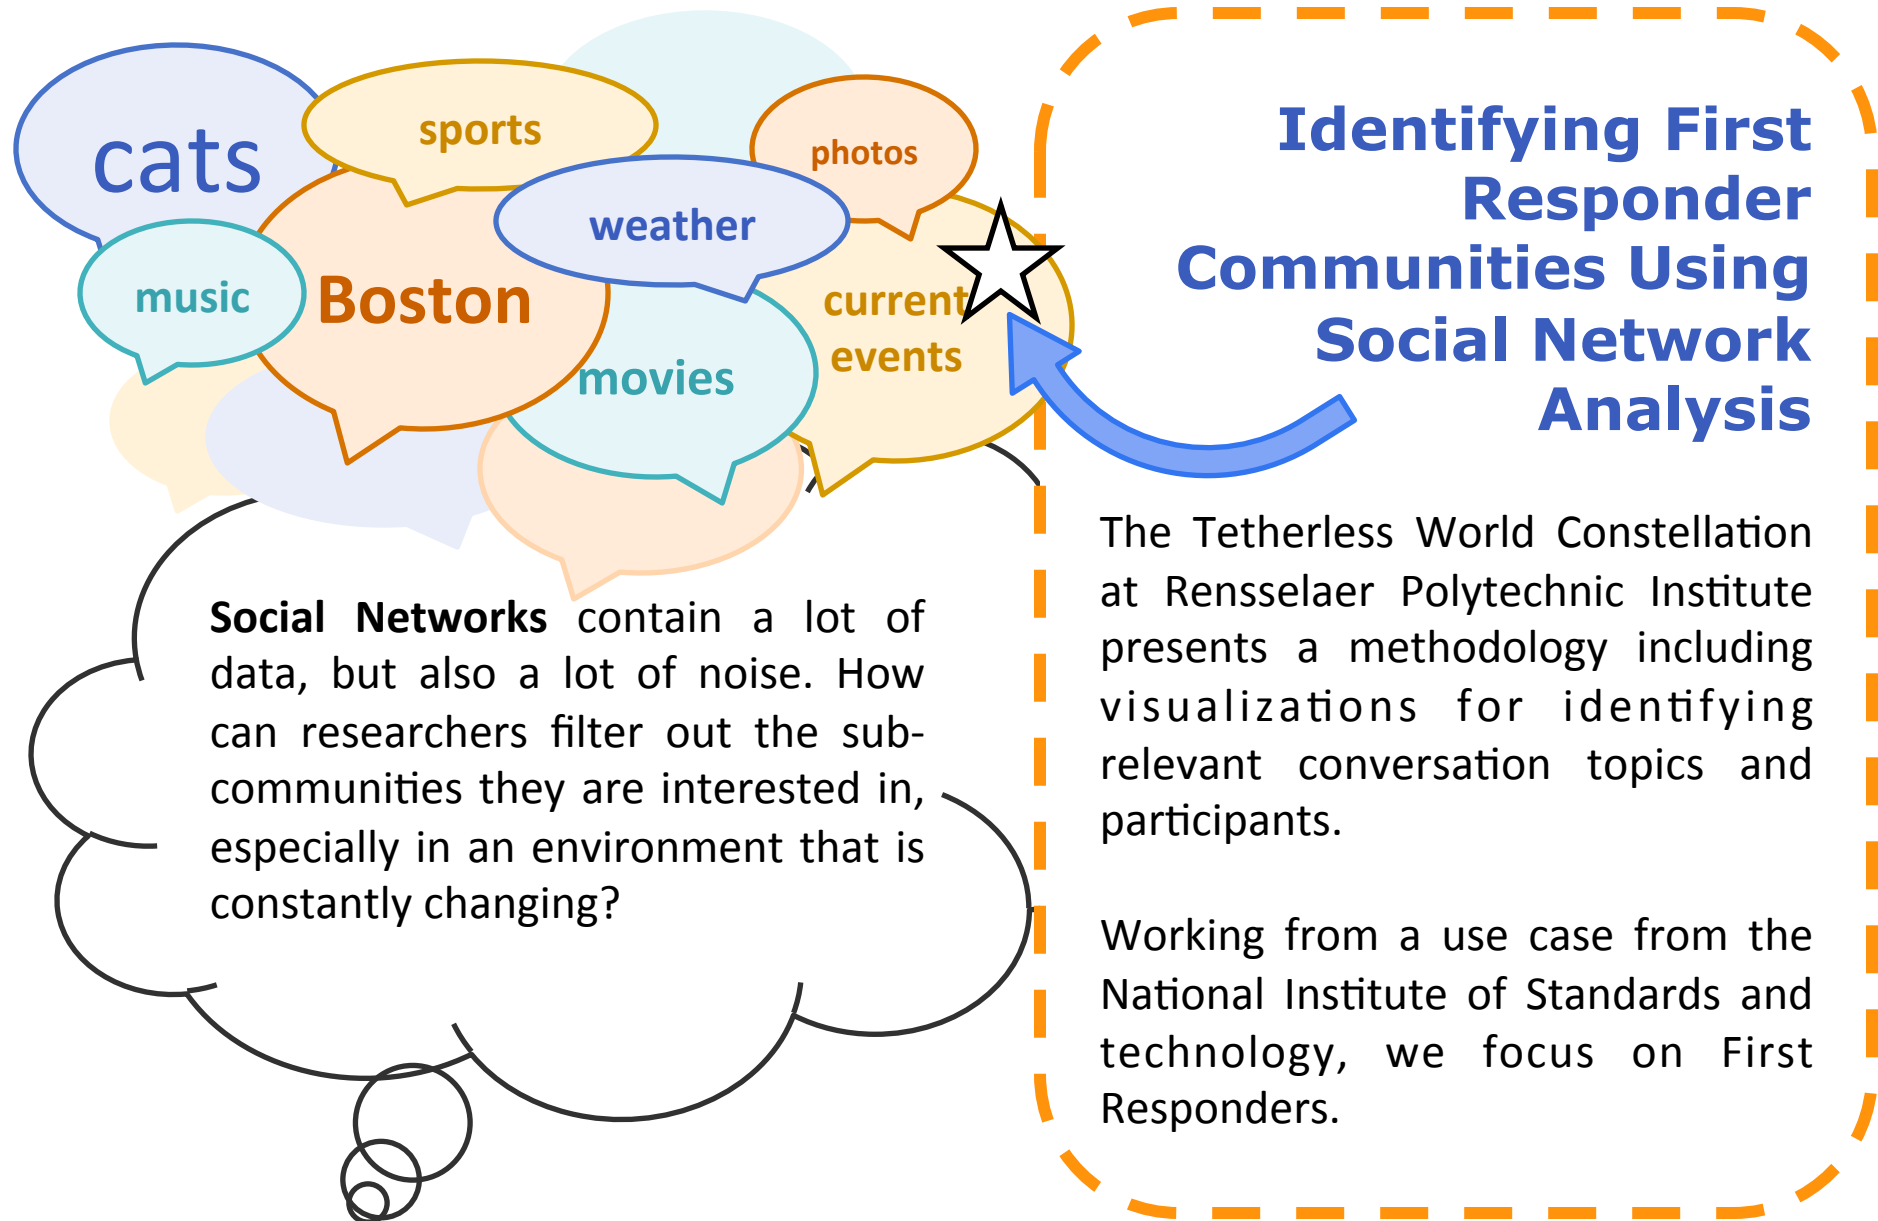 cats
sports
photos
weather
music
Boston
current
events
movies
Social Networks contain a lot of
data, but also a lot of noise. How
can researchers filter out the sub-
communities they are interested in,
especially in an environment that is
constantly changing?
Identifying First
Responder
Communities Using
Social Network
Analysis
The Tetherless World Constellation
at Rensselaer Polytechnic Institute
presents a methodology including
visualizations for identifying
relevant conversation topics and
participants.
Working from a use case from the
National Institute of Standards and
technology, we focus on First
Responders.